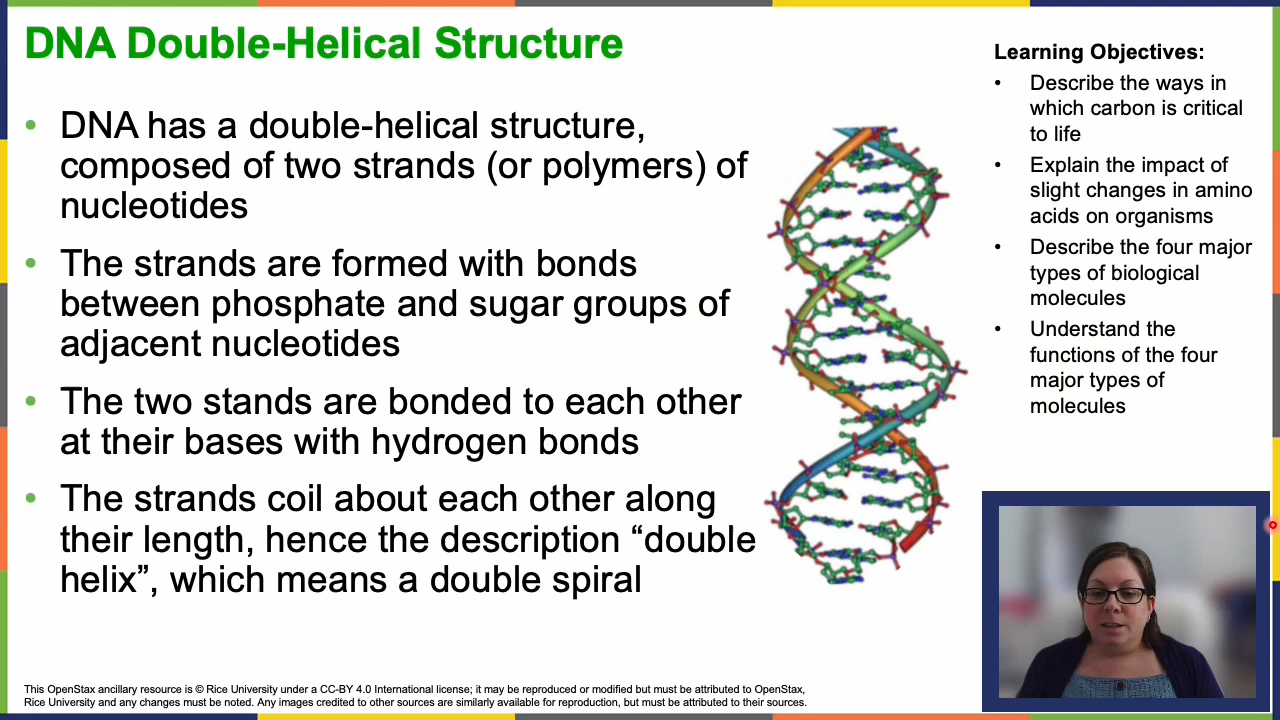 DNA Double-Helical Structure
• DNA has a double-helical structure,
composed of two strands (or polymers) of
nucleotides
• The strands are formed with bonds
between phosphate and sugar groups of
adjacent nucleotides
• The two stands are bonded to each other
at their bases with hydrogen bonds
• The strands coil about each other along
their length, hence the description “double
helix”, which means a double spiral
Learning Objectives:
• Describe the ways in
which carbon is critical
to life
• Explain the impact of
slight changes in amino
acids on organisms
• Describe the four major
types of biological
molecules
• Understand the
functions of the four
major types of
molecules
This OpenStax ancillary resource is © Rice University under a CC-BY 4.0 International license; it may be reproduced or modified but must be attributed to OpenStax,
Rice University and any changes must be noted. Any images credited to other sources are similarly available for reproduction, but must be attributed to their sources.